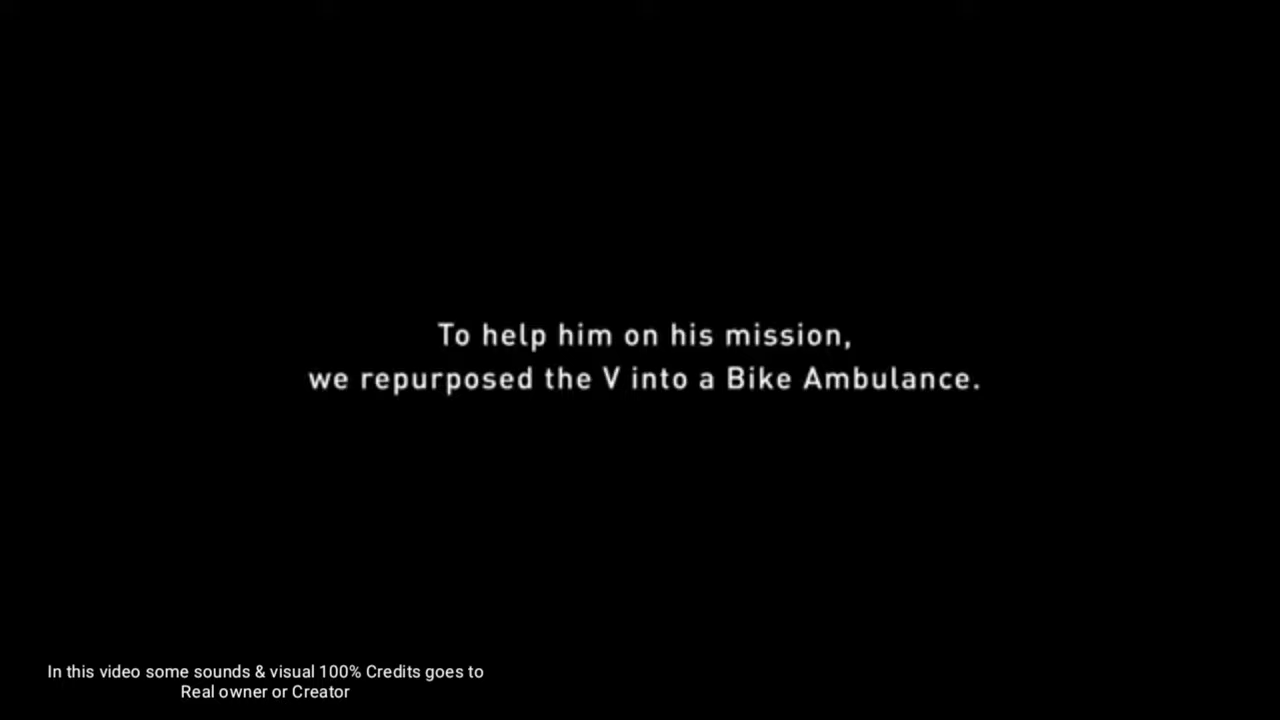 To help him on his mission,
we repurposed the V into a Bike Ambulance.
In this video some sounds & visual 100% Credits goes to
Real owner or Creator